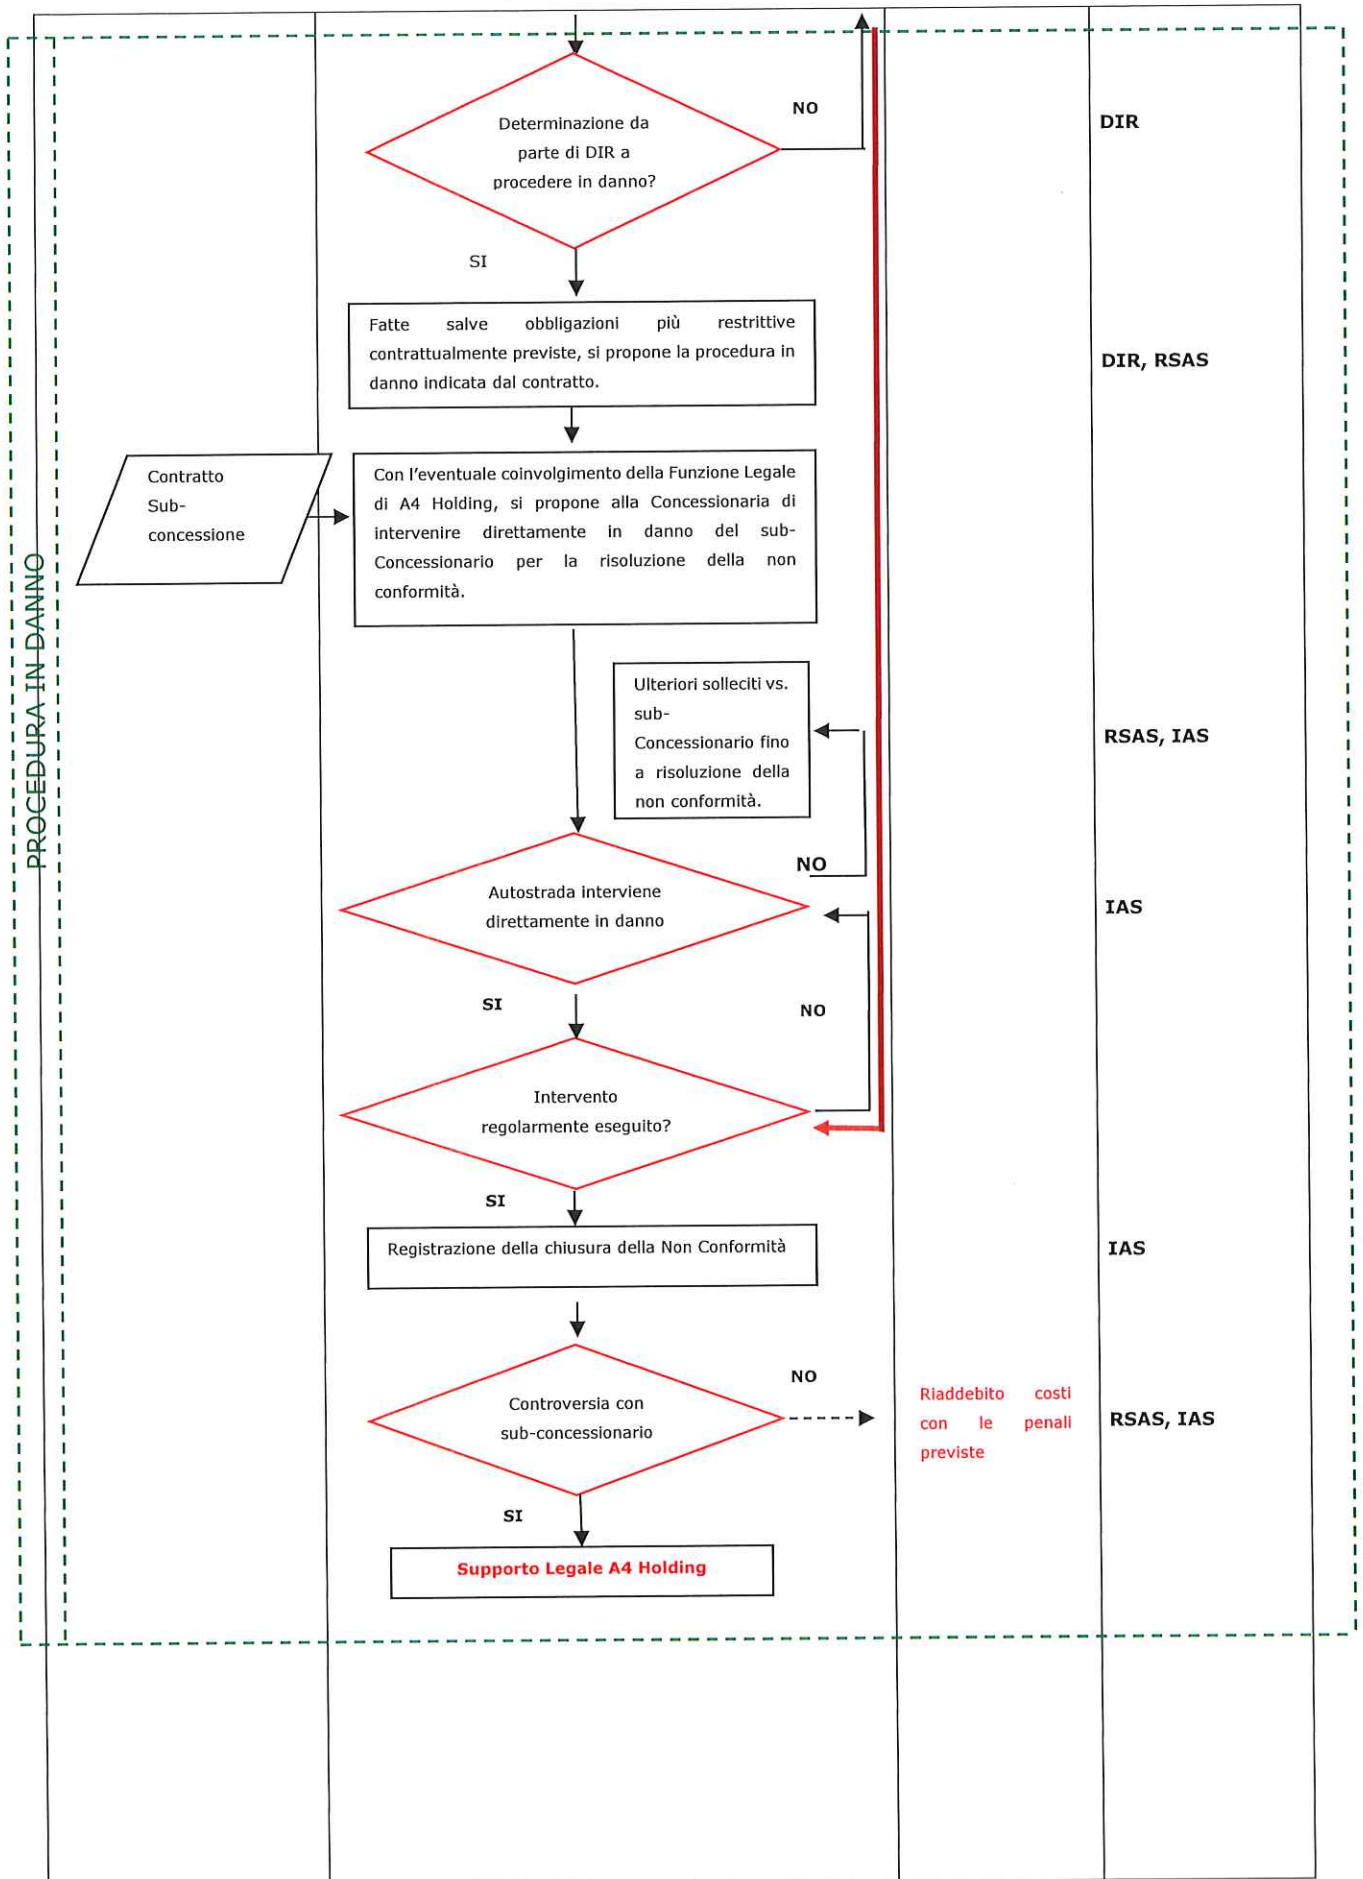 NO
DIR
Determinazione da
parte di DIR a
procedere in danno?
SI
Fatte salve obbligazioni più restrittive
contrattualmente previste, si propone la procedura in
danno indicata dal contratto.
DIR, RSAS
Contratto
Sub-
concessione
Con l'eventuale coinvolgimento della Funzione Legale
di A4 Holding, si propone alla Concessionaria di
intervenire direttamente in danno del sub-
Concessionario per la risoluzione della non
conformità.
PROCEDURA IN DANNO
Ulteriori solleciti vs.
sub-
Concessionario fino
a risoluzione della
non conformità.
RSAS, IAS
NO
Autostrada interviene
direttamente in danno
IAS
SI
NO
Intervento
regolarmente eseguito?
SI
Registrazione della chiusura della Non Conformità
IAS
NO
Controversia con
sub-concessionario
Riaddebito costi
con le penali
previste
RSAS, IAS
SI
Supporto Legale A4 Holding